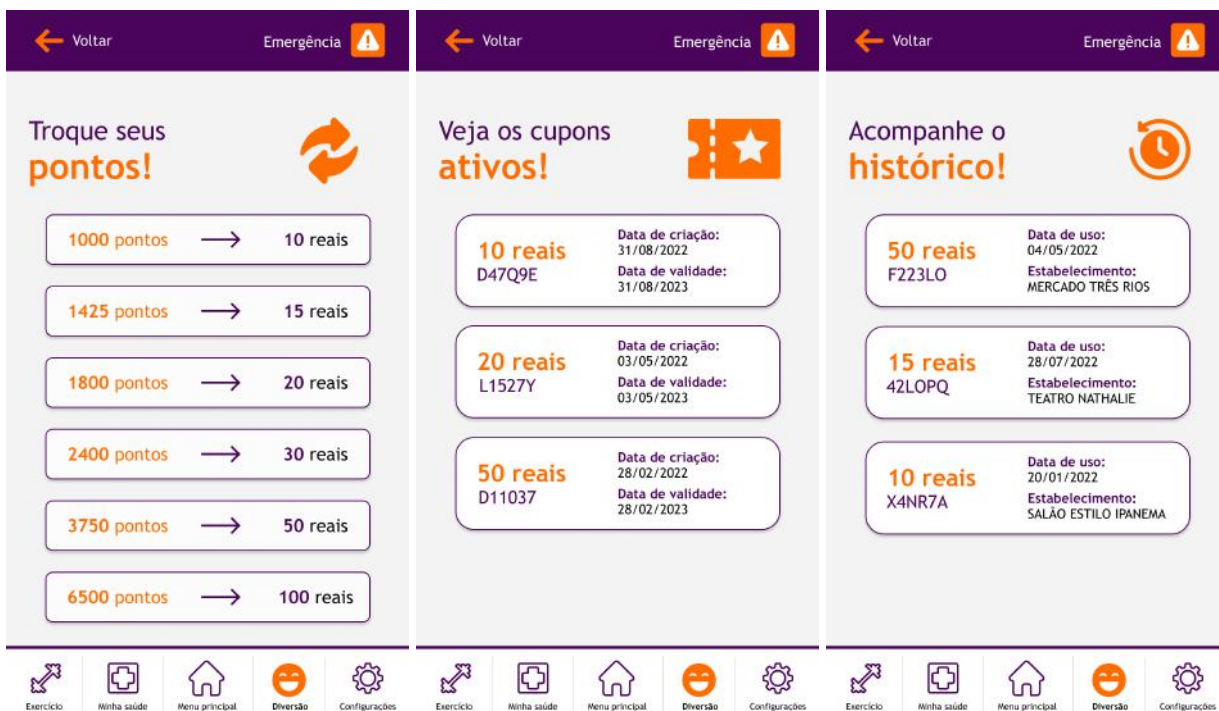 Voltar
Emergência
Troque seus
pontos!
1000 pontos → 10 reais
1425 pontos → 15 reais
1800 pontos → 20 reais
2400 pontos → 30 reais
3750 pontos → 50 reais
6500 pontos → 100 reais
Exercício
Minha saúde
Menu principal
Diversão
Configurações
Voltar
Emergência
Veja os cupons
ativos!
10 reais
D47Q9E
Data de criação:
31/08/2022
Data de validade:
31/08/2023
20 reais
L1527Y
Data de criação:
03/05/2022
Data de validade:
03/05/2023
50 reais
D11037
Data de criação:
28/02/2022
Data de validade:
28/02/2023
Exercício
Minha saúde
Menu principal
Diversão
Configurações
Voltar
Emergência
Acompanhe o
histórico!
50 reais
F223LO
Data de uso:
04/05/2022
Estabelecimento:
MERCADO TRÊS RIOS
15 reais
42LOPQ
Data de uso:
28/07/2022
Estabelecimento:
TEATRO NATHALIE
10 reais
X4NR7A
Data de uso:
20/01/2022
Estabelecimento:
SALÃO ESTILO IPANEMA
Exercício
Minha saúde
Menu principal
Diversão
Configurações